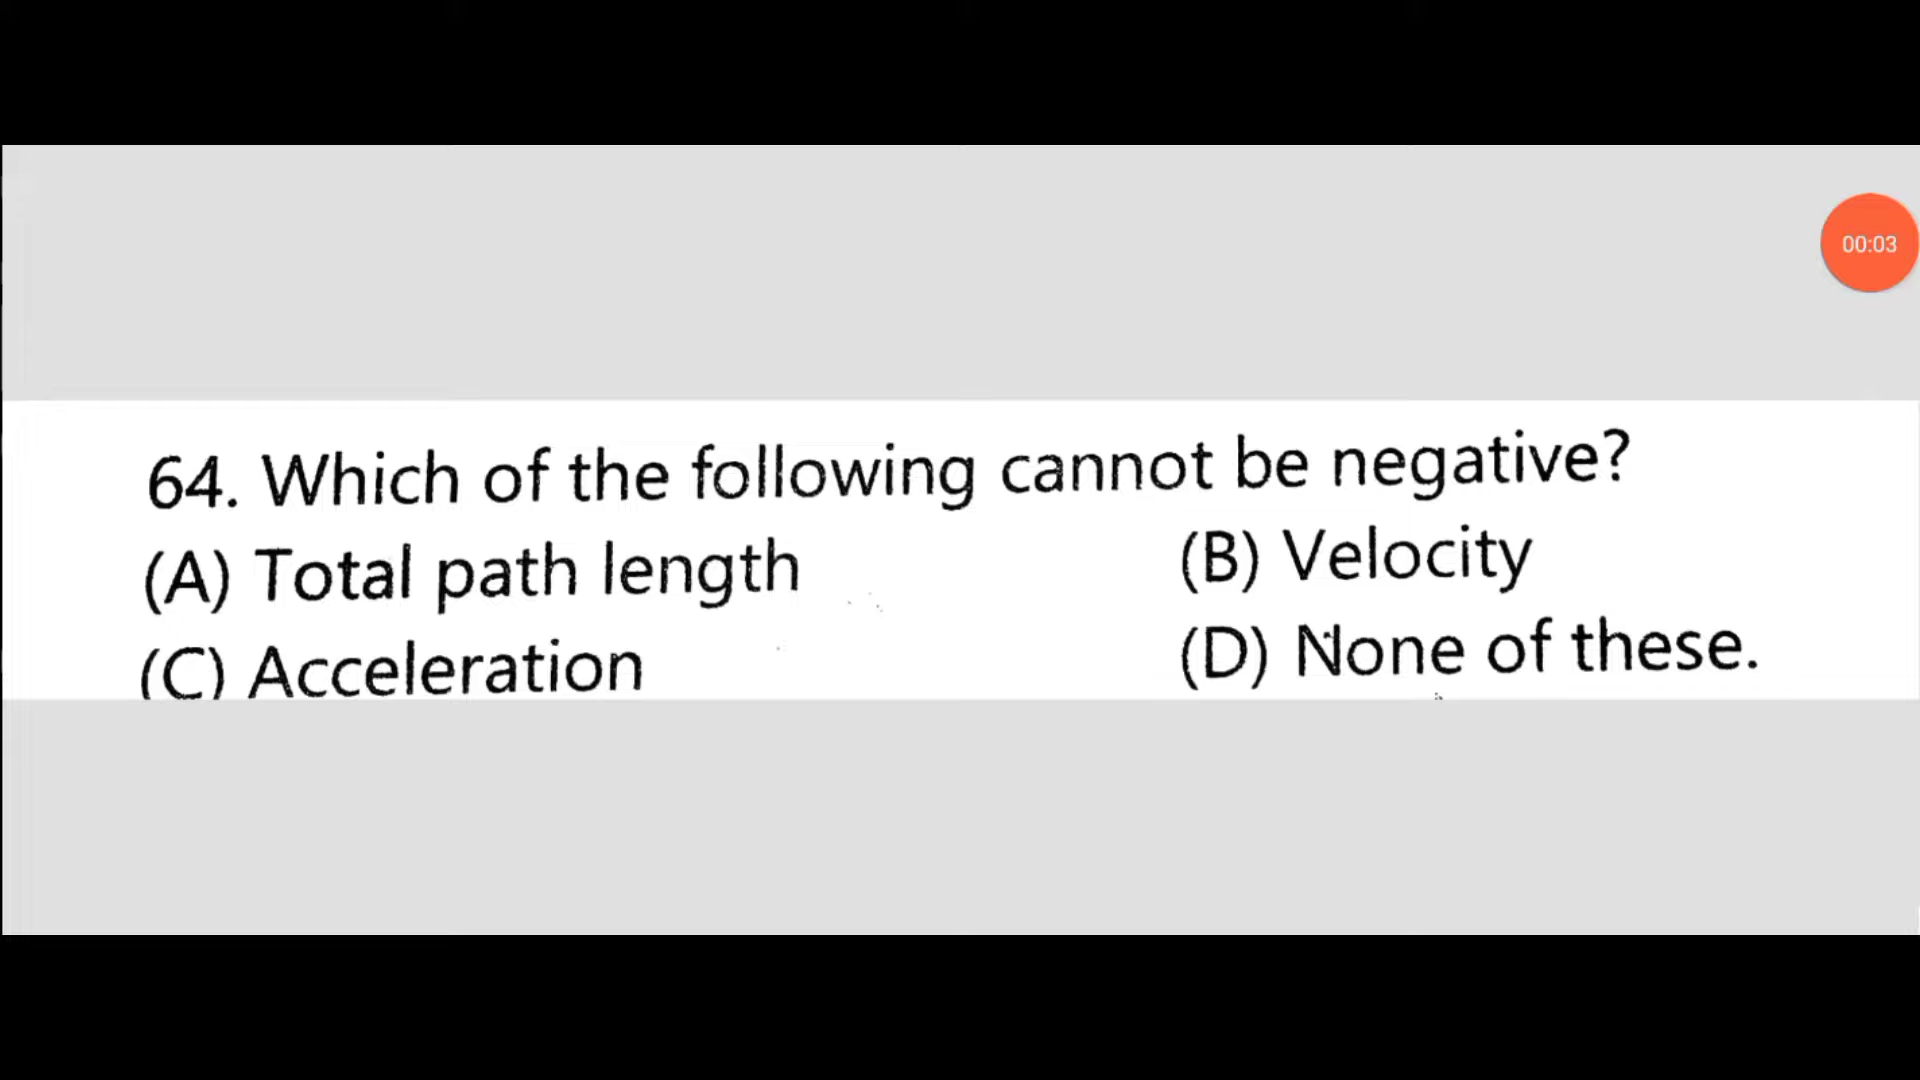 00:03
64. Which of the following cannot be negative?
(A) Total path length (B) Velocity
(C) Acceleration (D) None of these.